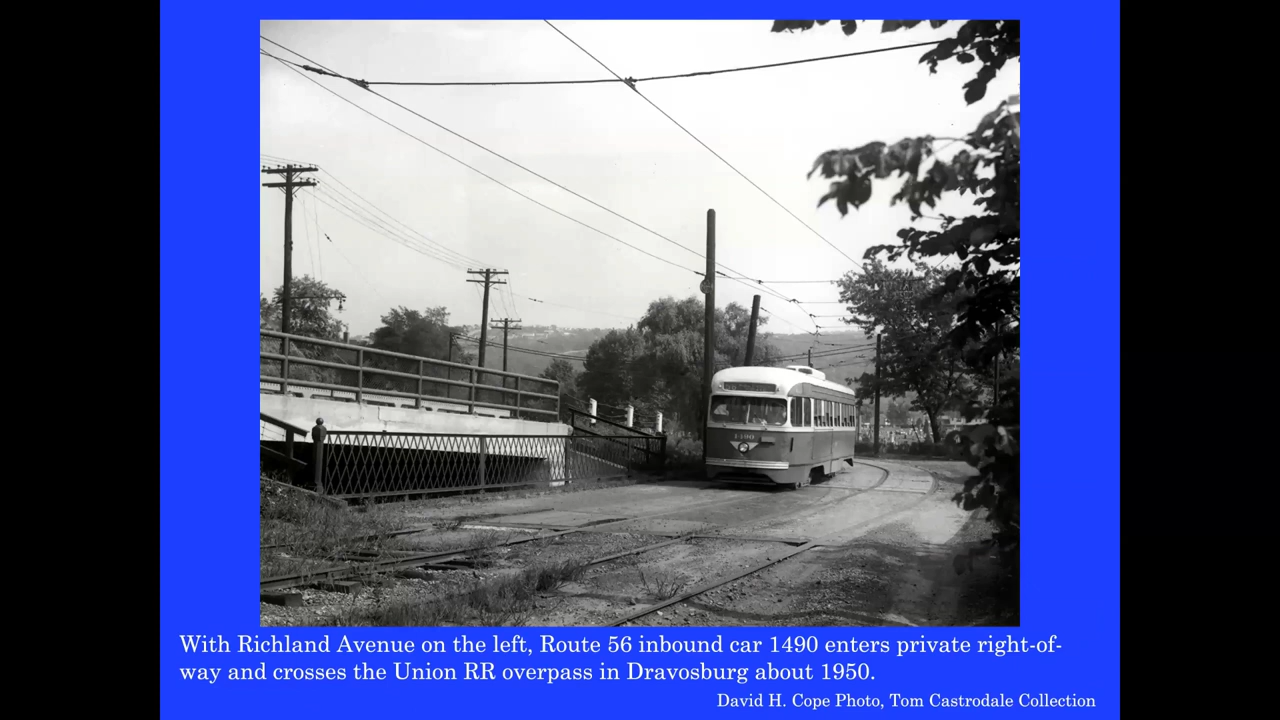 1490
With Richland Avenue on the left, Route 56 inbound car 1490 enters private right-of-
way and crosses the Union RR overpass in Dravosburg about 1950.
David H. Cope Photo, Tom Castrodale Collection